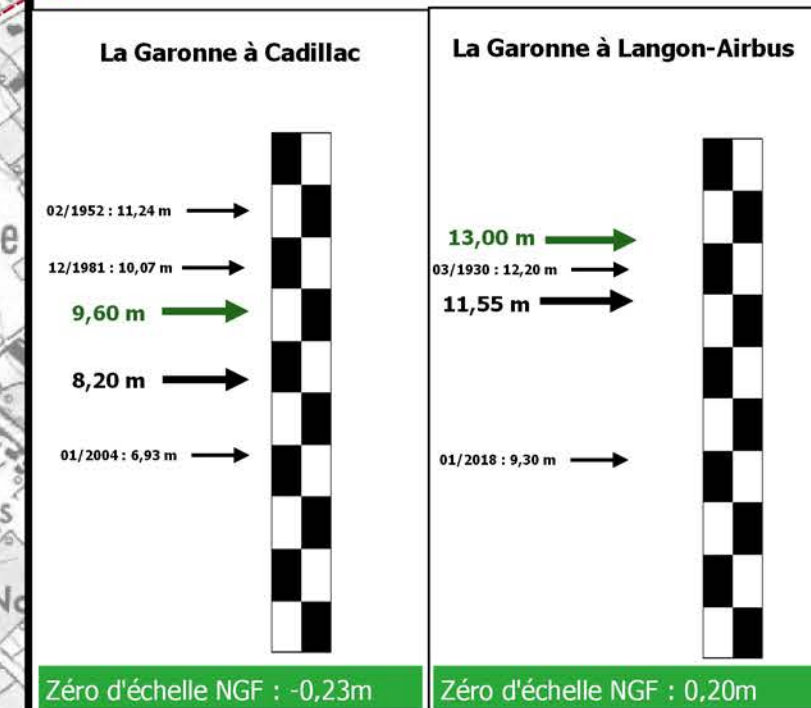 La Garonne à Cadillac
02/1952 : 11,24 m
12/1981 : 10,07 m
9,60 m
8,20 m
01/2004 : 6,93 m
Zéro d'échelle NGF : -0,23m
La Garonne à Langon-Airbus
13,00 m
03/1930 : 12,20 m
11,55 m
01/2018 : 9,30 m
Zéro d'échelle NGF : 0,20m